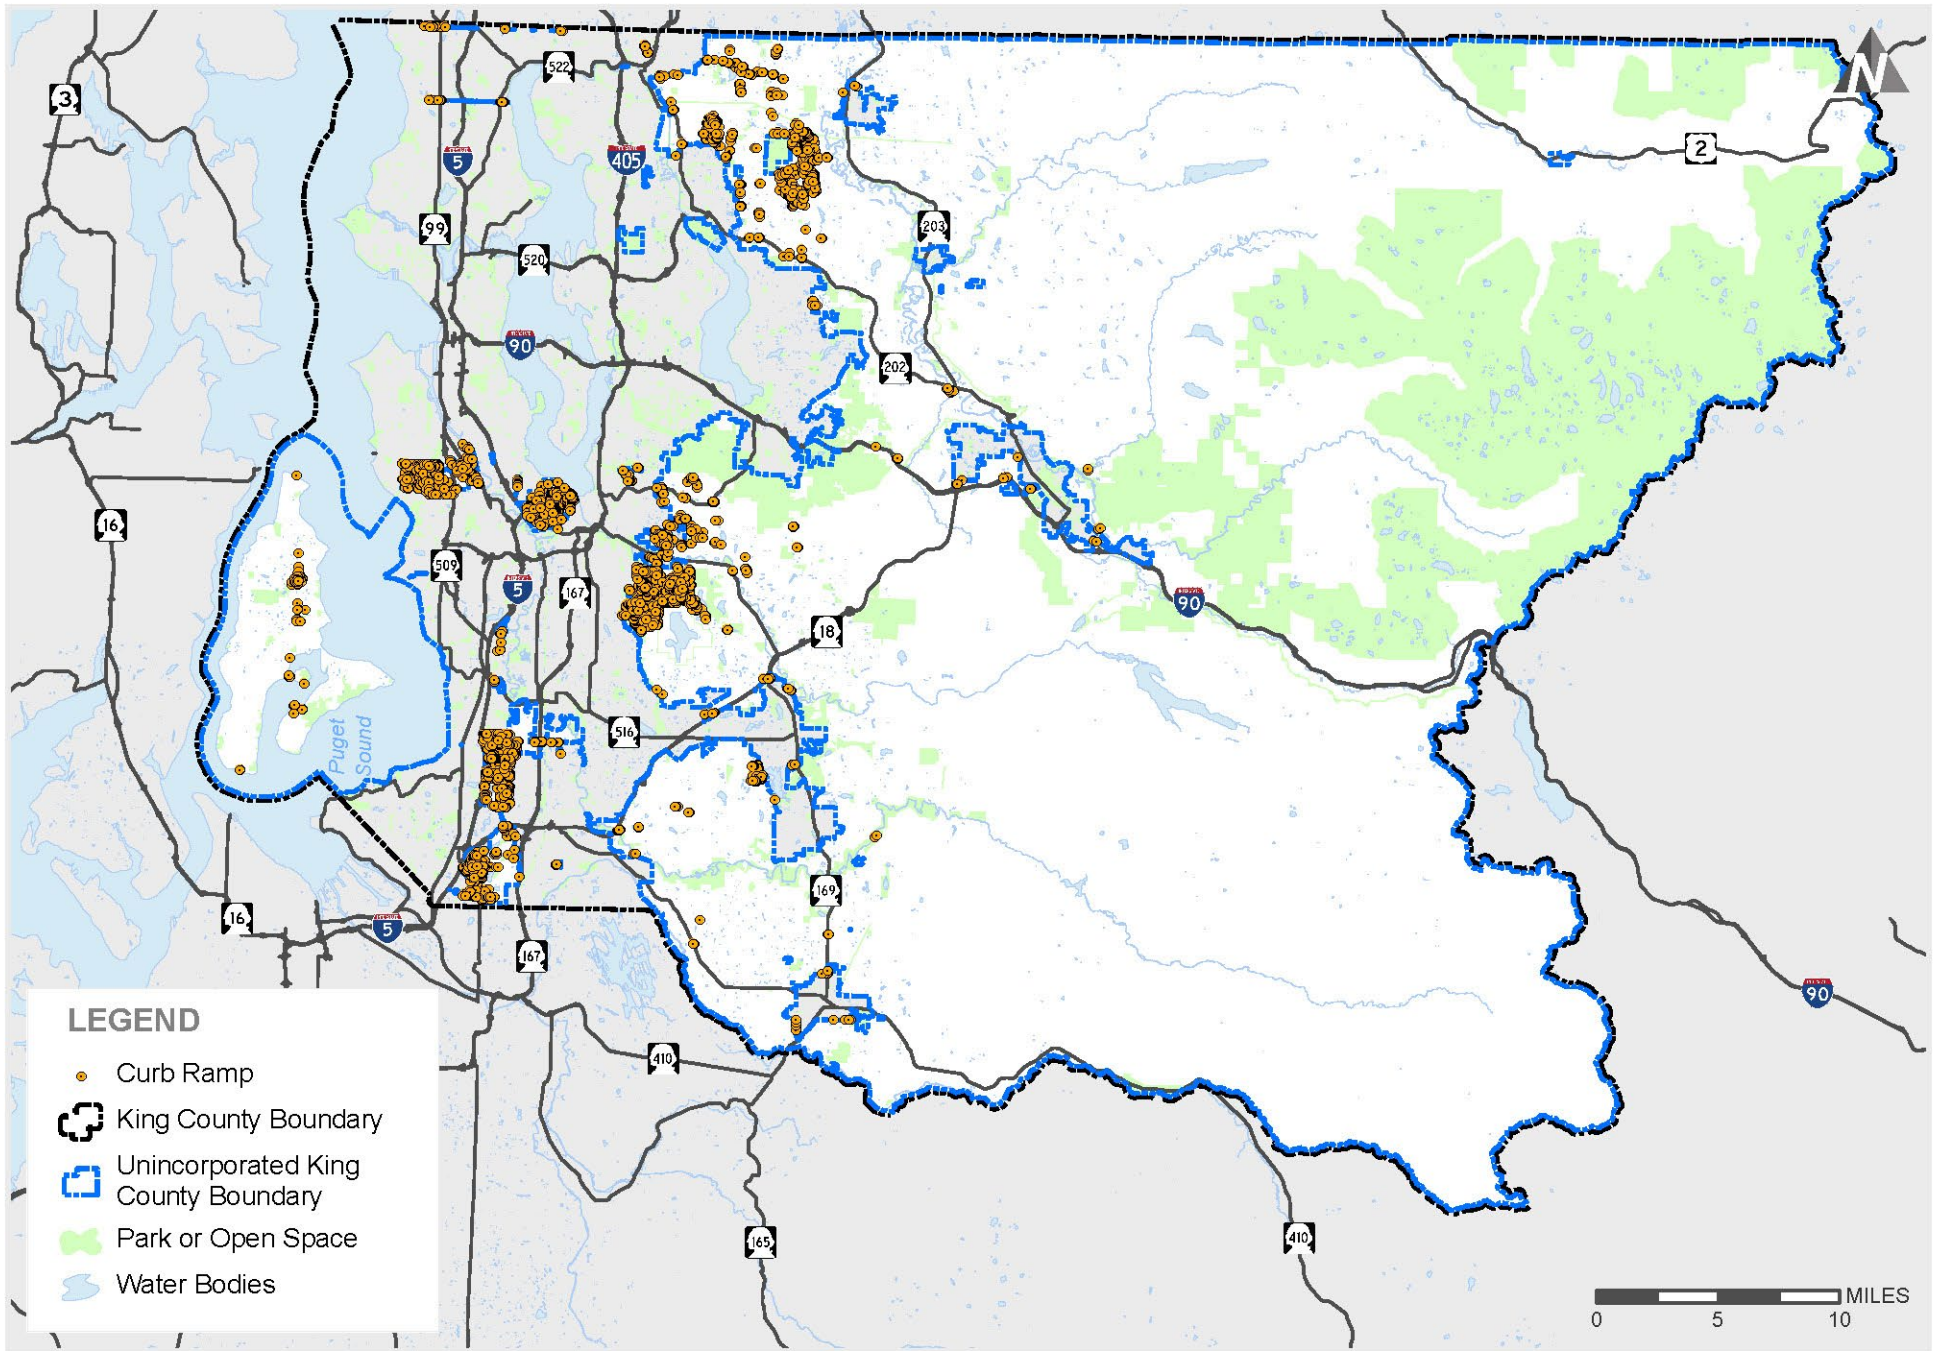 N
3
522
5
405
2
99
203
520
90
202
16
509
5
167
90
18
516
Puget
Sound
169
16
5
167
90
410
165
410
LEGEND
Curb Ramp
King County Boundary
Unincorporated King
County Boundary
Park or Open Space
Water Bodies
MILES
0 5 10